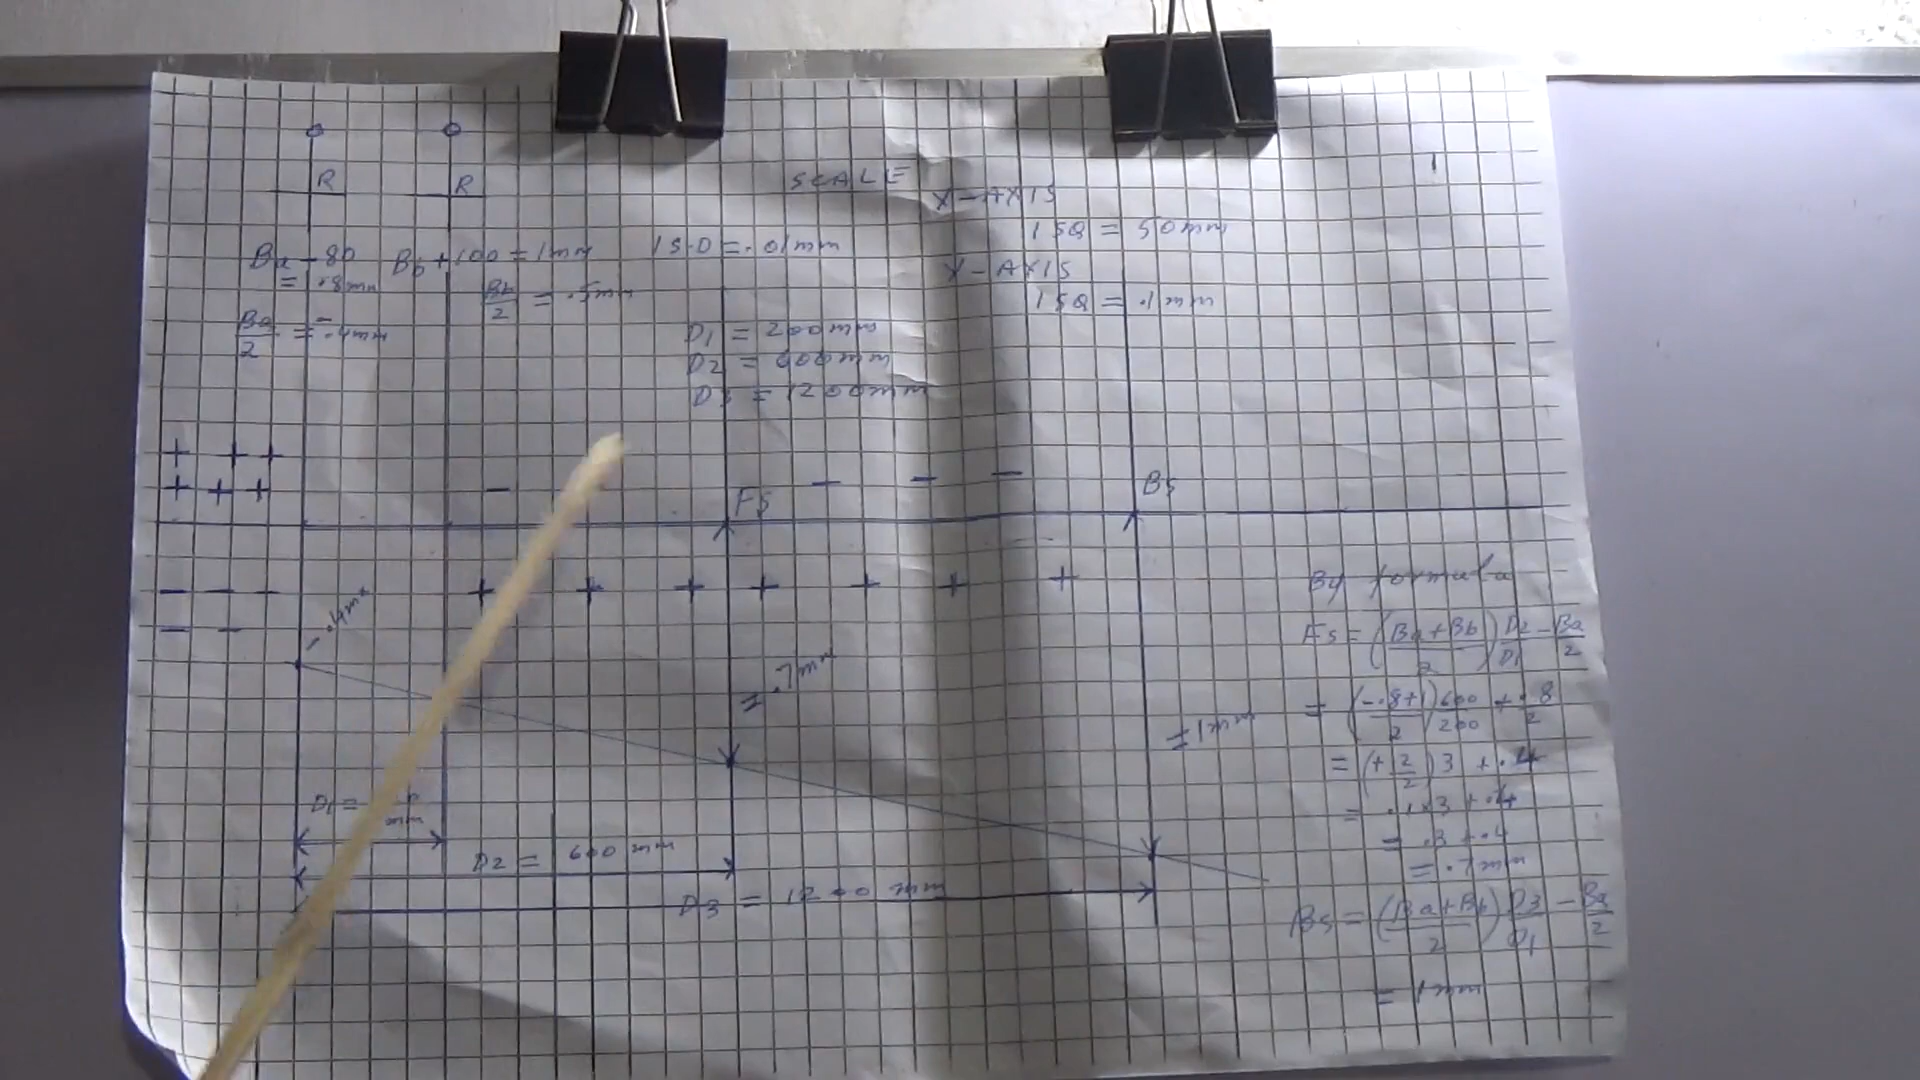 R R
SCALE
X-AXIS
1 SQ = 50mm
Y-AXIS
1 SQ = .1mm
Ba -80
= .8mm
Ba/2 = -.4mm
Bb +100 = 1mm
Bb/2 = .5mm
1 S.D = .01mm
D1 = 200mm
D2 = 600mm
D3 = 1200mm
+ + +
+ + +
- - - -
FS
BS
+ + + + + + +
- - -
- -
-.4mm
= .7mm
= 1mm
D1 =
mm
D2 = 600 mm
D3 = 1200 mm
By formula
FS = (Ba+Bb/2) D2/D1 - Ba/2
= (-.8+1/2) 600/200 + .8/2
= (+.2/2) 3 + .4
= .1x3 + .4
= .3+.4
= .7mm
BS = (Ba+Bb/2) D3/D1 - Ba/2
= 1mm